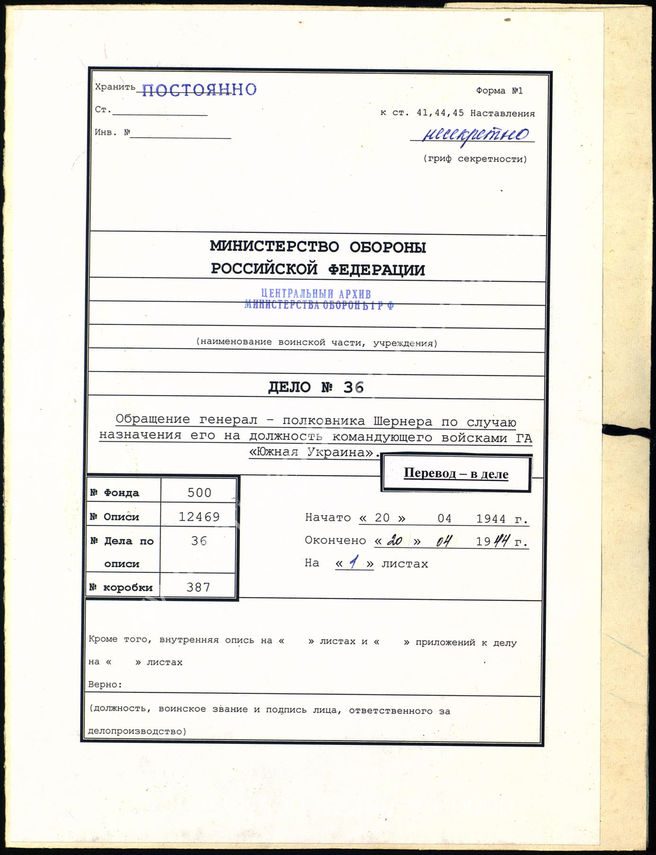 Хранить ПОСТОЯННО
Форма №1
Ст.
к ст. 41,44,45 Наставления
Инв. №
несекретно
(гриф секретности)
МИНИСТЕРСТВО ОБОРОНЫ
РОССИЙСКОЙ ФЕДЕРАЦИИ
ЦЕНТРАЛЬНЫЙ АРХИВ
МИНИСТЕРСТВА ОБОРОНЫ РФ
(наименование воинской части, учреждения)
ДЕЛО № 36
Обращение генерал – полковника Шернера по случаю
назначения его на должность командующего войсками ГА
«Южная Украина».
Перевод – в деле
№ Фонда 500
№ Описи 12469
№ Дела по описи 36
№ коробки 387
Начато « 20 » 04 1944 г.
Окончено « 20 » 04 1944 г.
На « 1 » листах
Кроме того, внутренняя опись на « » листах и « » приложений к делу
на « » листах
Верно:
(должность, воинское звание и подпись лица, ответственного за
делопроизводство)